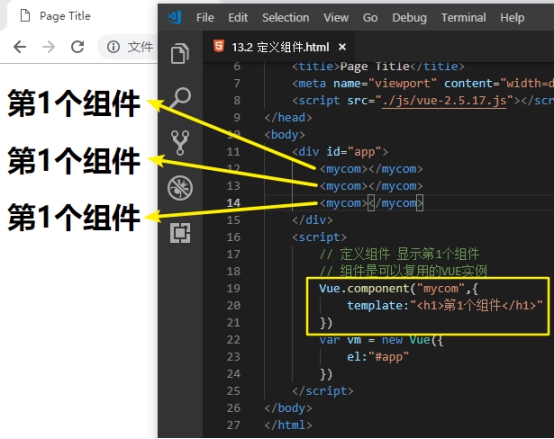 Page Title
文件
第1个组件
第1个组件
第1个组件
File Edit Selection View Go Debug Terminal Help
13.2 定义组件.html
6 <title>Page Title</title>
7 <meta name="viewport" content="width=d
8 <script src="./js/vue-2.5.17.js"></s
9 </head>
10 <body>
11 <div id="app">
12 <mycom></mycom>
13 <mycom></mycom>
14 <mycom></mycom>
15 </div>
16 <script>
17 // 定义组件 显示第1个组件
18 // 组件是可以复用的VUE实例
19 Vue.component("mycom",{
20 template:"<h1>第1个组件</h1>"
21 })
22 var vm = new Vue({
23 el:"#app"
24 })
25 </script>
26 </body>
27 </html>